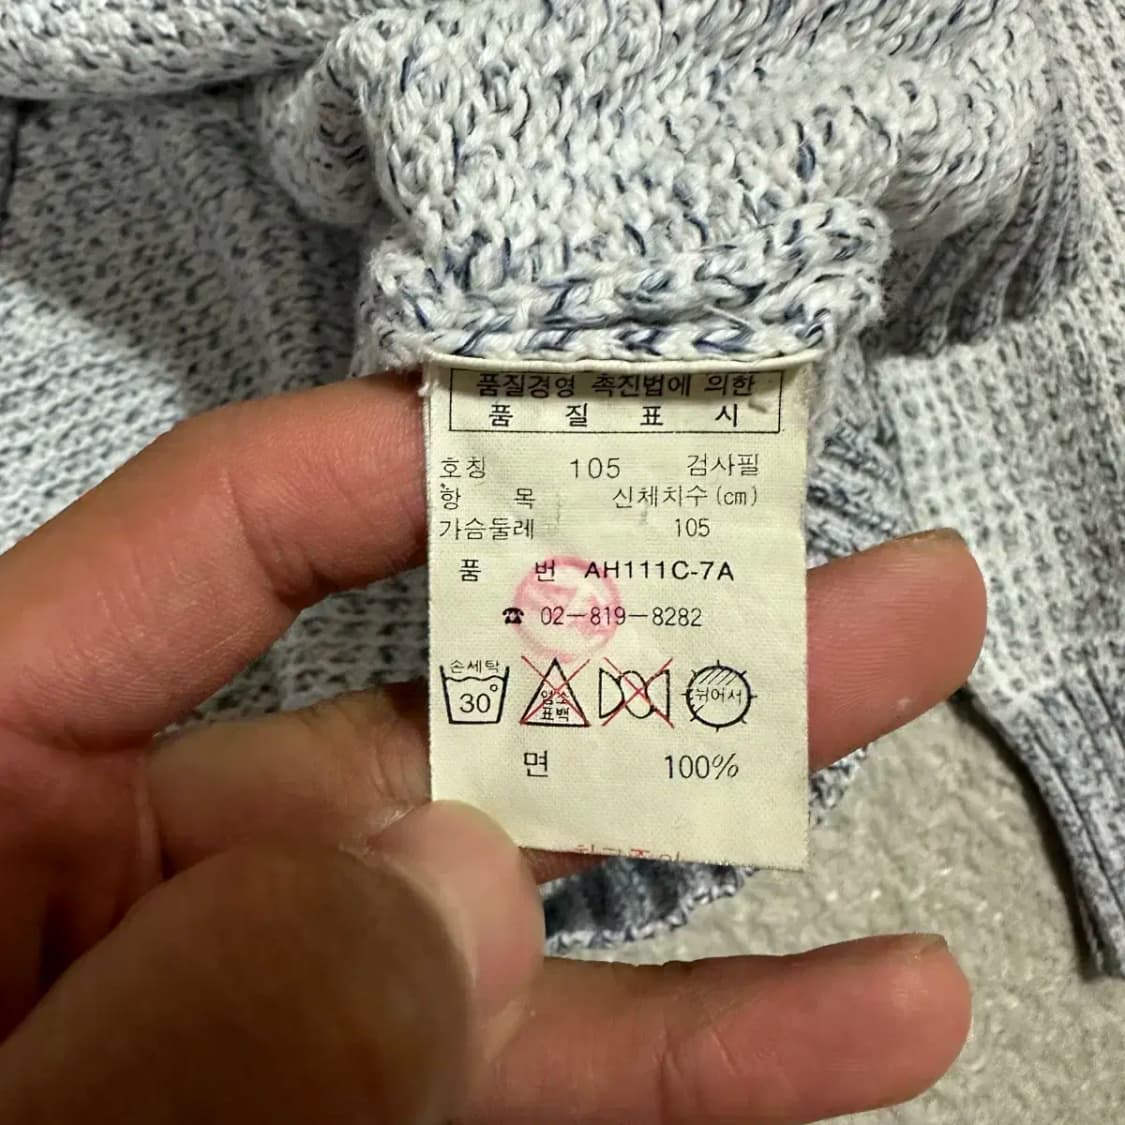 품질경영 촉진법에 의한
품 질 표 시
호칭 105 검사필
항 목 신체치수(cm)
가슴둘레 105
품 번 AH111C-7A
☎ 02-819-8282
손세탁
30°
염소
표백
뉘어서
면 100%